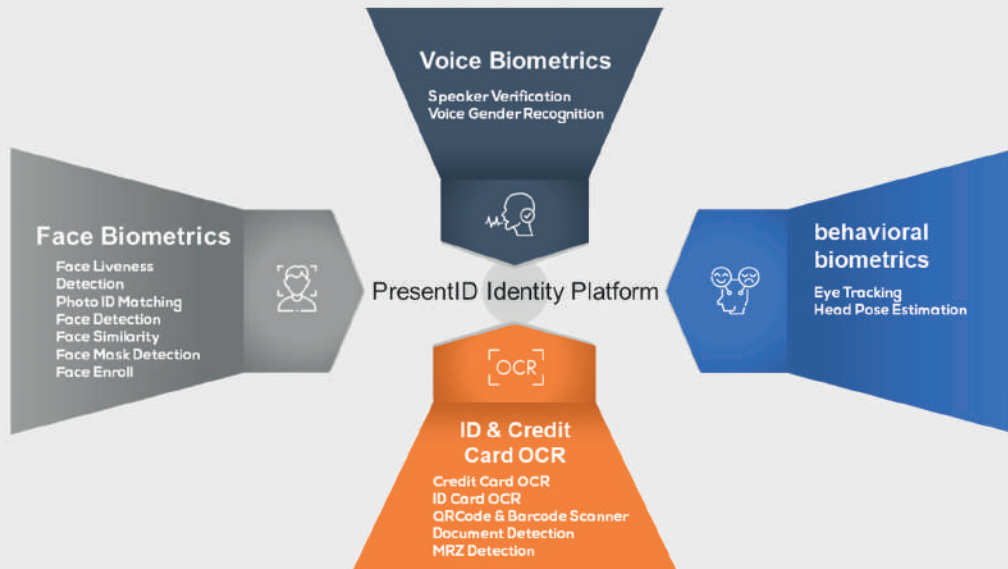 Voice Biometrics
Speaker Verification
Voice Gender Recognition
Face Biometrics
Face Liveness
Detection
Photo ID Matching
Face Detection
Face Similarity
Face Mask Detection
Face Enroll
PresentID Identity Platform
behavioral
biometrics
Eye Tracking
Head Pose Estimation
OCR
ID & Credit
Card OCR
Credit Card OCR
ID Card OCR
QRCode & Barcode Scanner
Document Detection
MRZ Detection